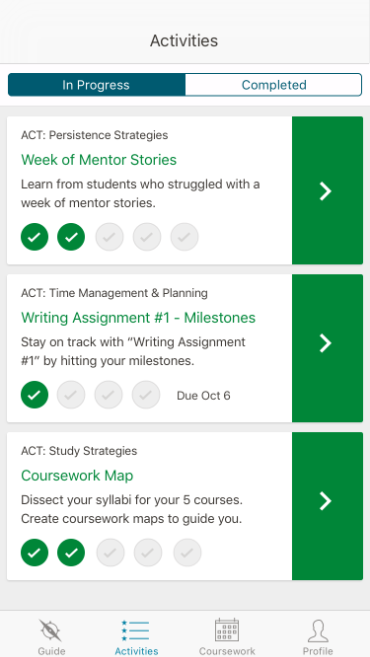 Activities
In Progress
Completed
ACT: Persistence Strategies
Week of Mentor Stories
Learn from students who struggled with a
week of mentor stories.
ACT: Time Management & Planning
Writing Assignment #1 - Milestones
Stay on track with “Writing Assignment
#1” by hitting your milestones.
Due Oct 6
ACT: Study Strategies
Coursework Map
Dissect your syllabi for your 5 courses.
Create coursework maps to guide you.
Guide
Activities
Coursework
Profile